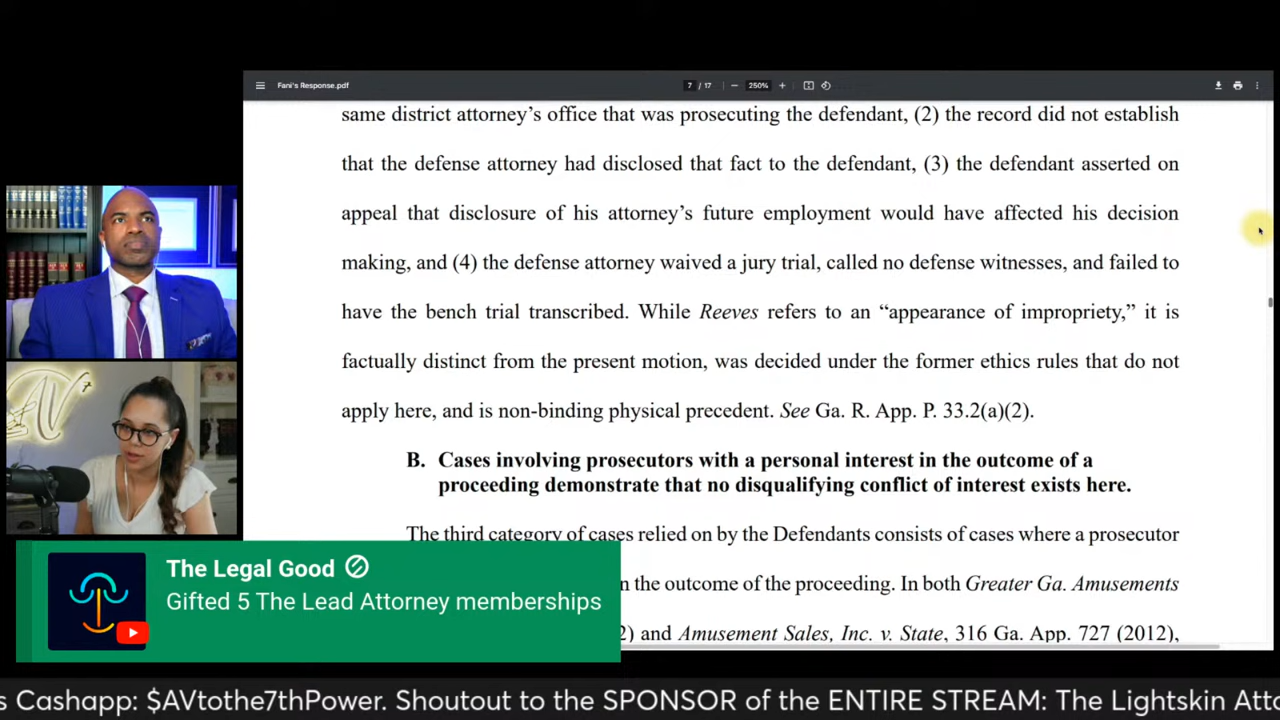 Fani's Response.pdf
7 / 17
250%
same district attorney's office that was prosecuting the defendant, (2) the record did not establish
that the defense attorney had disclosed that fact to the defendant, (3) the defendant asserted on
appeal that disclosure of his attorney's future employment would have affected his decision
making, and (4) the defense attorney waived a jury trial, called no defense witnesses, and failed to
have the bench trial transcribed. While Reeves refers to an “appearance of impropriety,” it is
factually distinct from the present motion, was decided under the former ethics rules that do not
apply here, and is non-binding physical precedent. See Ga. R. App. P. 33.2(a)(2).
B. Cases involving prosecutors with a personal interest in the outcome of a
proceeding demonstrate that no disqualifying conflict of interest exists here.
The third category of cases relied on by the Defendants consists of cases where a prosecutor
n the outcome of the proceeding. In both Greater Ga. Amusements
2) and Amusement Sales, Inc. v. State, 316 Ga. App. 727 (2012),
AV7
The Legal Good
Gifted 5 The Lead Attorney memberships
s Cashapp: $AVtothe7thPower. Shoutout to the SPONSOR of the ENTIRE STREAM: The Lightskin Atto